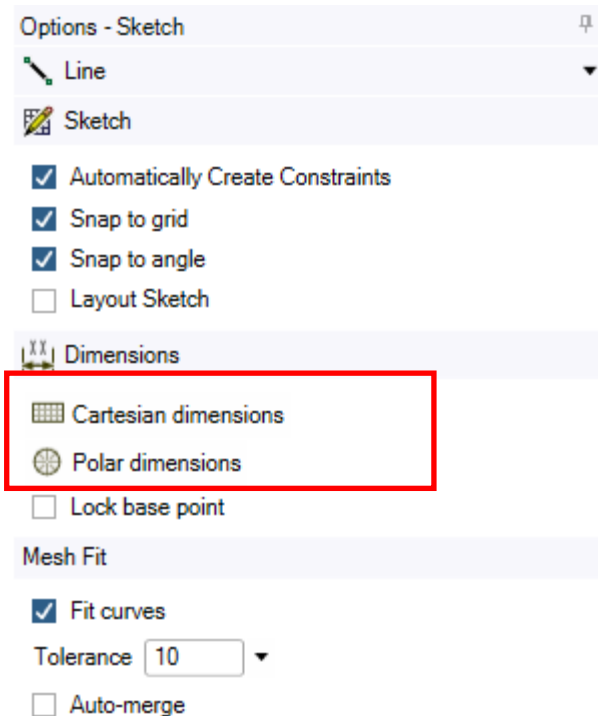 Options - Sketch
Line
Sketch
Automatically Create Constraints
Snap to grid
Snap to angle
Layout Sketch
XX Dimensions
Cartesian dimensions
Polar dimensions
Lock base point
Mesh Fit
Fit curves
Tolerance 10
Auto-merge